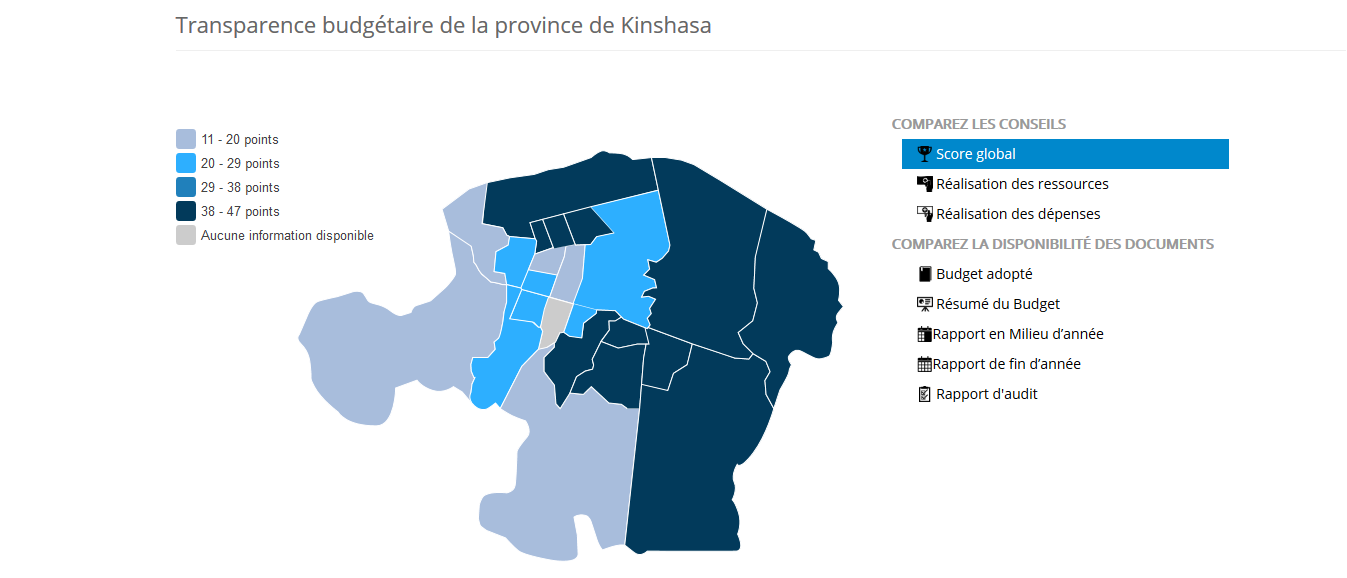 Transparence budgétaire de la province de Kinshasa
11 - 20 points
20 - 29 points
29 - 38 points
38 - 47 points
Aucune information disponible
COMPAREZ LES CONSEILS
Score global
Réalisation des ressources
Réalisation des dépenses
COMPAREZ LA DISPONIBILITÉ DES DOCUMENTS
Budget adopté
Résumé du Budget
Rapport en Milieu d’année
Rapport de fin d’année
Rapport d'audit